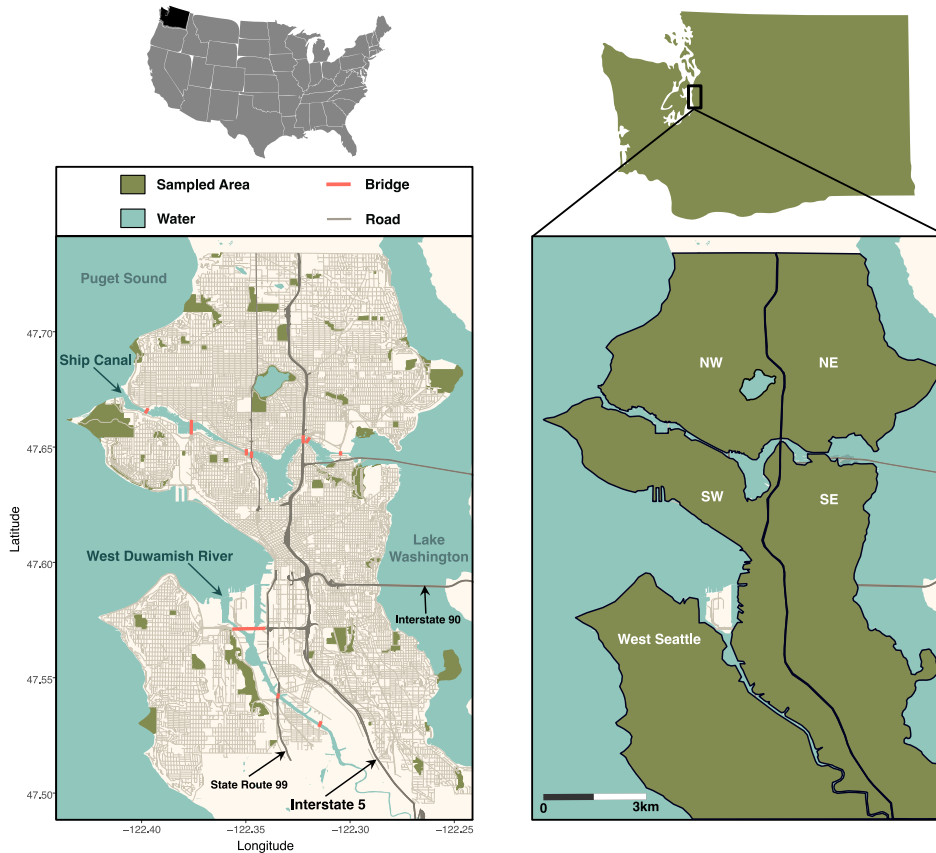 Sampled Area
Bridge
Water
Road
Puget Sound
Ship Canal
West Duwamish River
Lake
Washington
Interstate 90
State Route 99
Interstate 5
47.70
47.65
47.60
47.55
47.50
Latitude
−122.40
−122.35
−122.30
−122.25
Longitude
NW
NE
SW
SE
West Seattle
0
3km